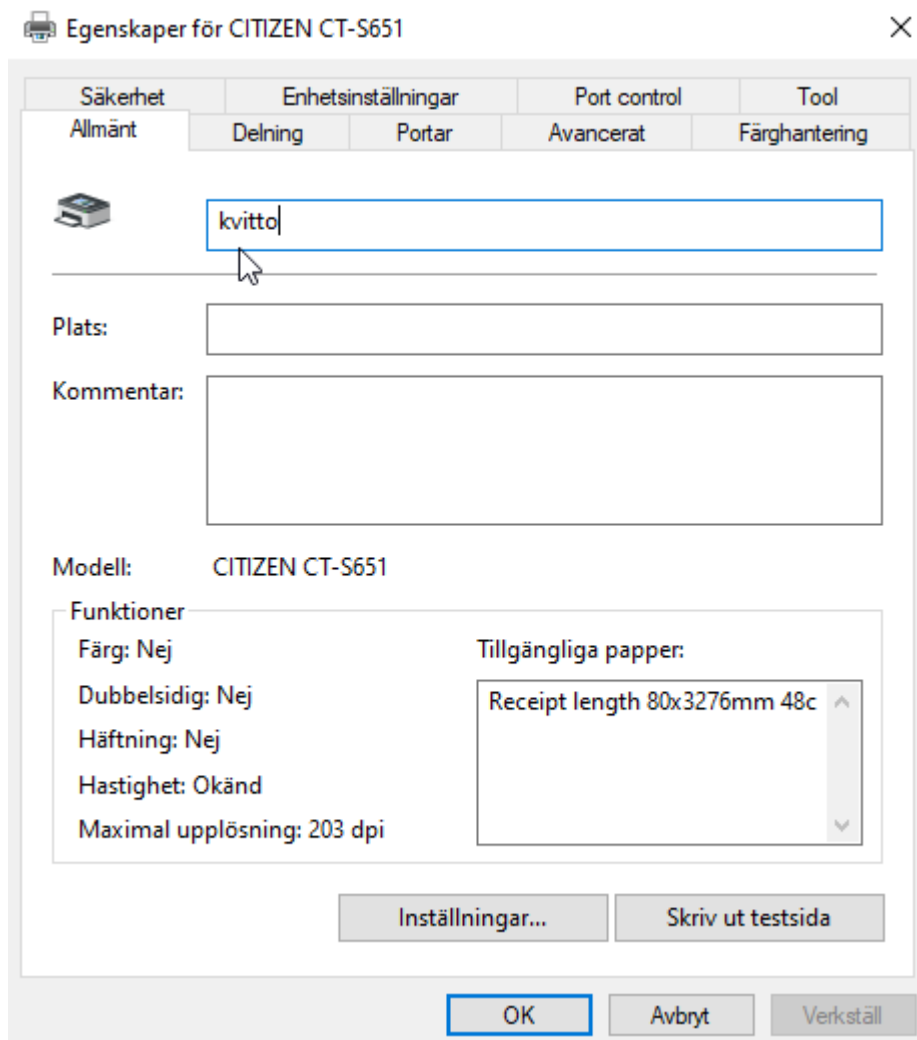 Egenskaper för CITIZEN CT-S651
Säkerhet Enhetsinställningar Port control Tool
Allmänt Delning Portar Avancerat Färghantering
kvitto
Plats:
Kommentar:
Modell: CITIZEN CT-S651
Funktioner
Färg: Nej
Dubbelsidig: Nej
Häftning: Nej
Hastighet: Okänd
Maximal upplösning: 203 dpi
Tillgängliga papper:
Receipt length 80x3276mm 48c
Inställningar... Skriv ut testsida
OK Avbryt Verkställ